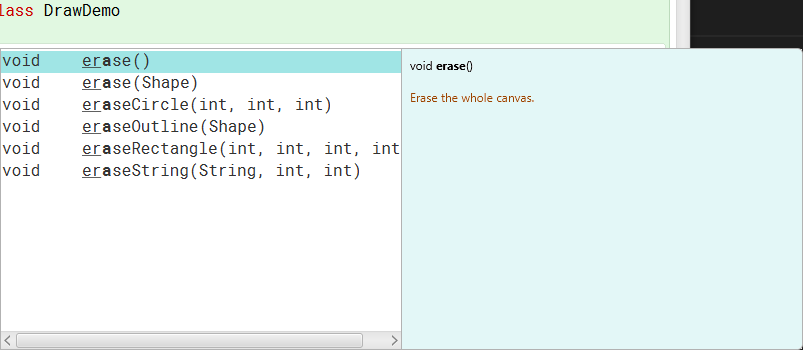 lass DrawDemo
void erase()
void erase(Shape)
void eraseCircle(int, int, int)
void eraseOutline(Shape)
void eraseRectangle(int, int, int, int
void eraseString(String, int, int)
void erase()
Erase the whole canvas.